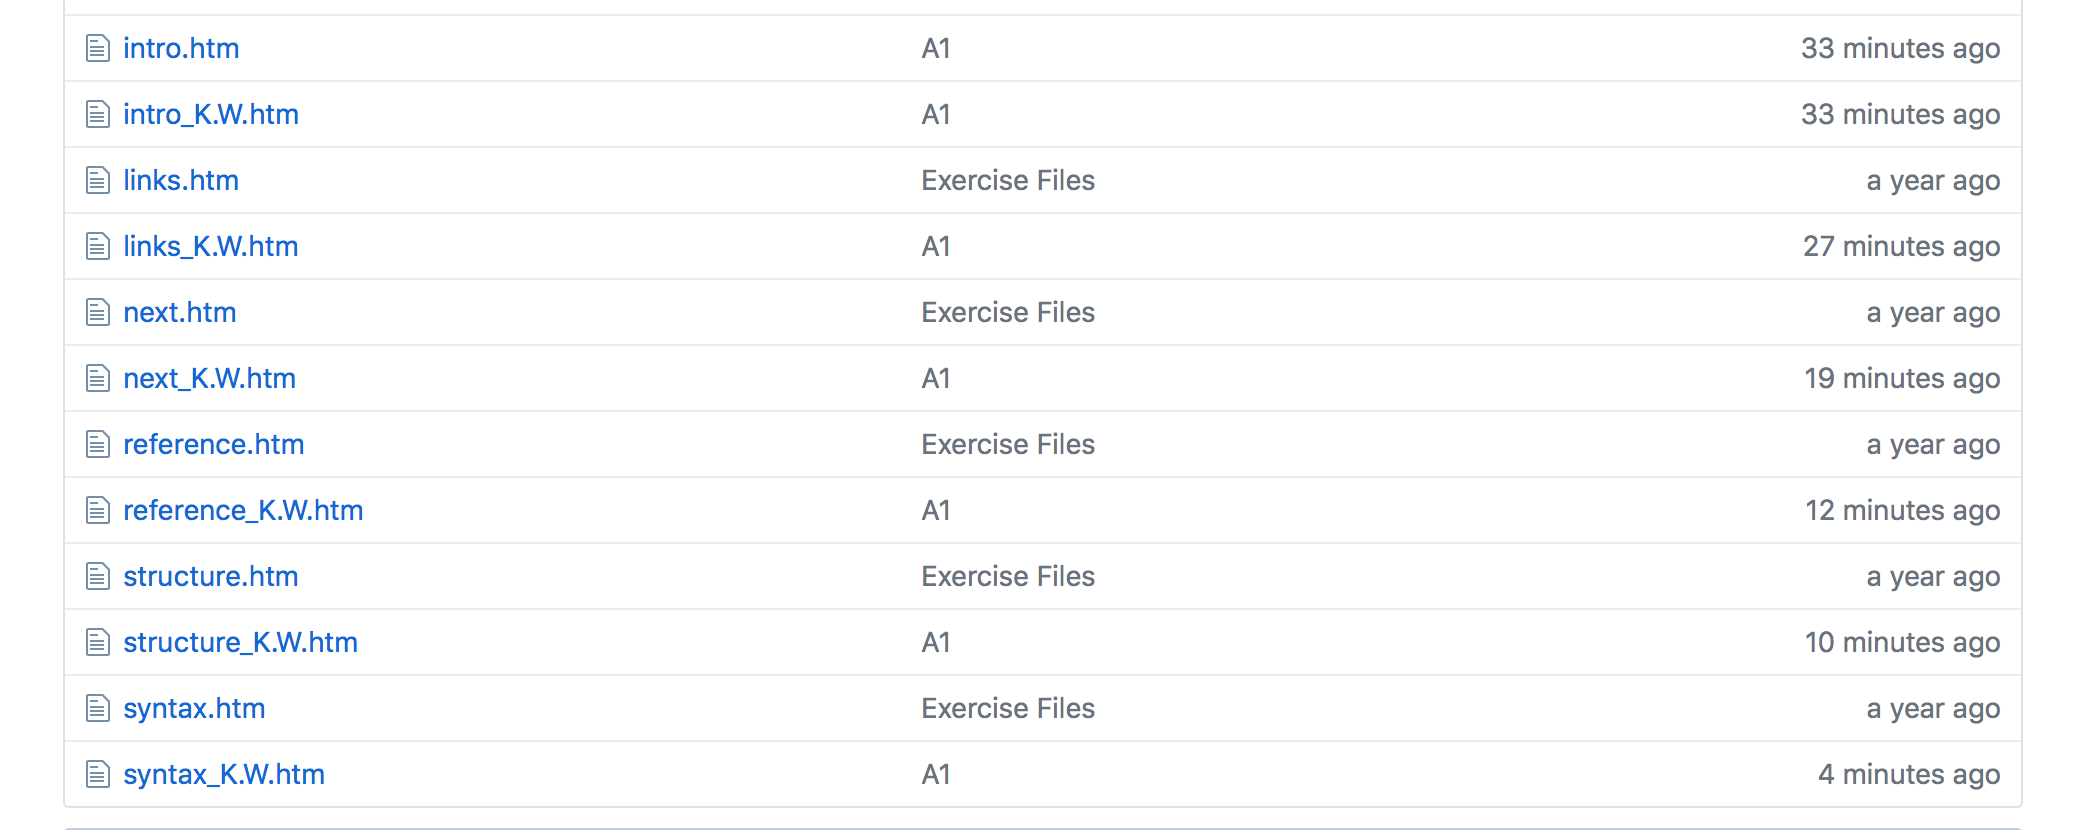 intro.htm A1 33 minutes ago
intro_K.W.htm A1 33 minutes ago
links.htm Exercise Files a year ago
links_K.W.htm A1 27 minutes ago
next.htm Exercise Files a year ago
next_K.W.htm A1 19 minutes ago
reference.htm Exercise Files a year ago
reference_K.W.htm A1 12 minutes ago
structure.htm Exercise Files a year ago
structure_K.W.htm A1 10 minutes ago
syntax.htm Exercise Files a year ago
syntax_K.W.htm A1 4 minutes ago